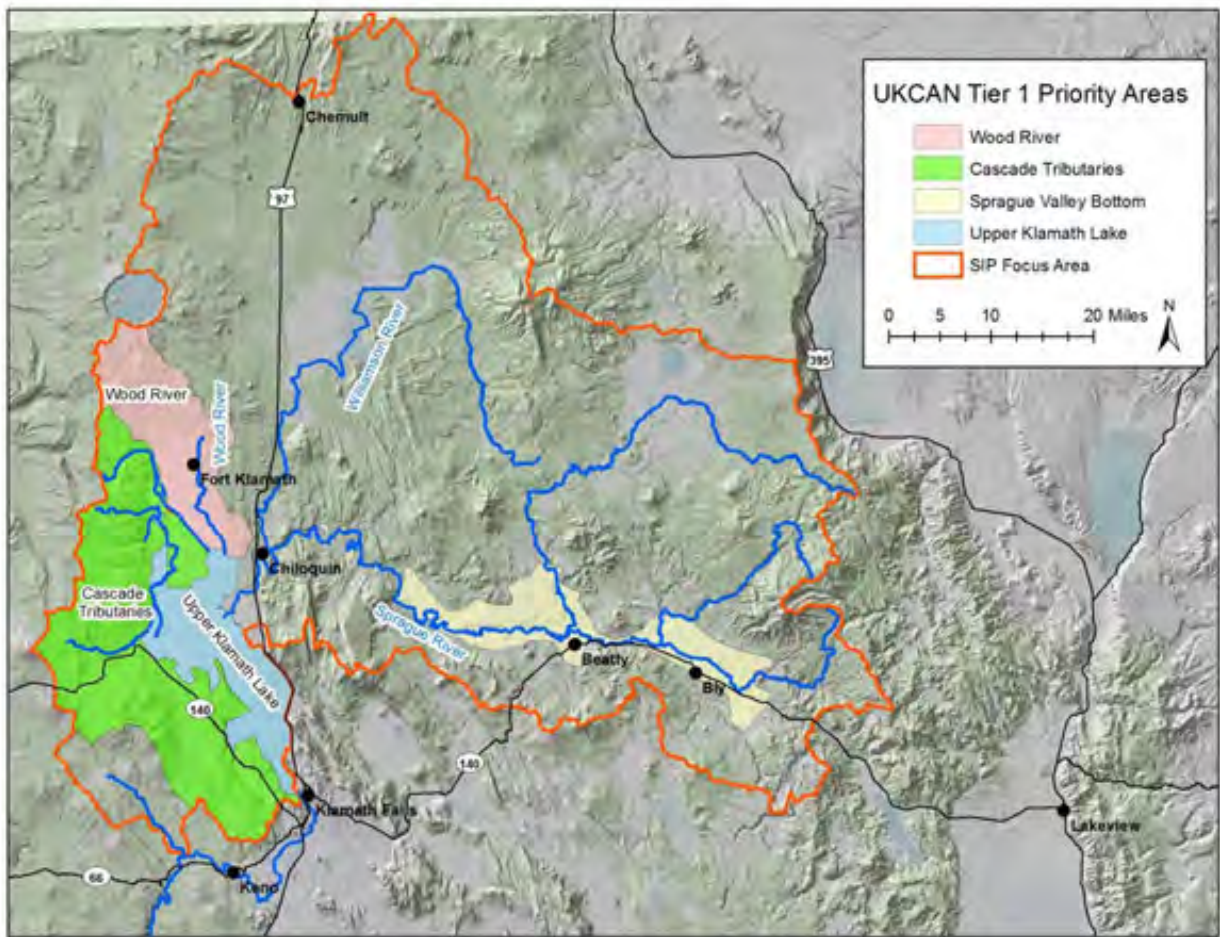 UKCAN Tier 1 Priority Areas
Wood River
Cascade Tributaries
Sprague Valley Bottom
Upper Klamath Lake
SIP Focus Area
0 5 10 20 Miles
N
Chemult
97
395
Williamson River
Wood River
Wood River
Fort Klamath
Chiloquin
Cascade
Tributaries
Upper Klamath Lake
Sprague River
Beatty
Bly
140
140
Klamath Falls
Lakeview
66
Keno